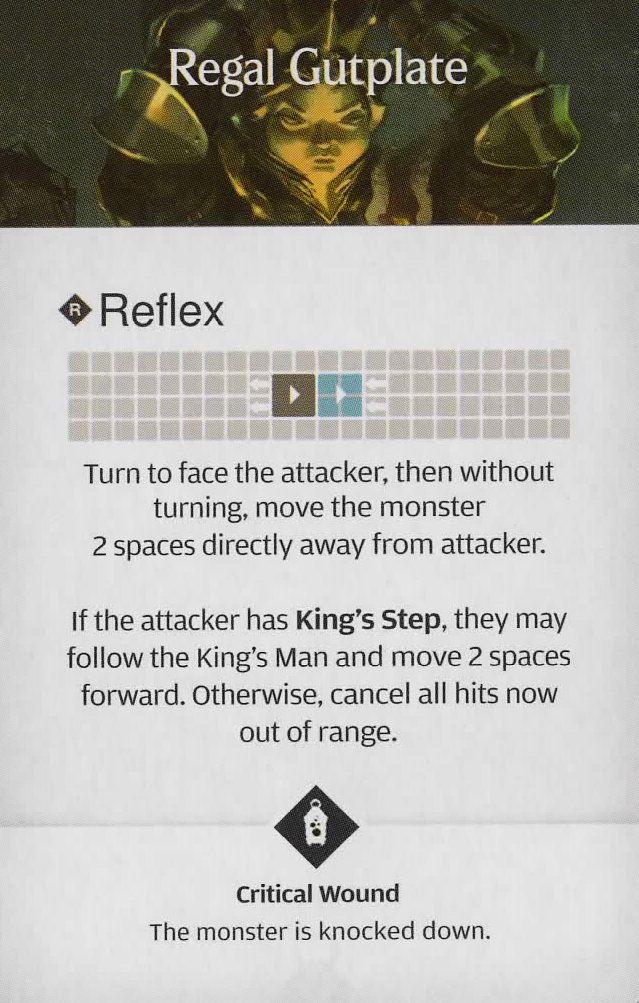 Regal Gutplate
R Reflex
Turn to face the attacker, then without
turning, move the monster
2 spaces directly away from attacker.
If the attacker has King's Step, they may
follow the King's Man and move 2 spaces
forward. Otherwise, cancel all hits now
out of range.
Critical Wound
The monster is knocked down.